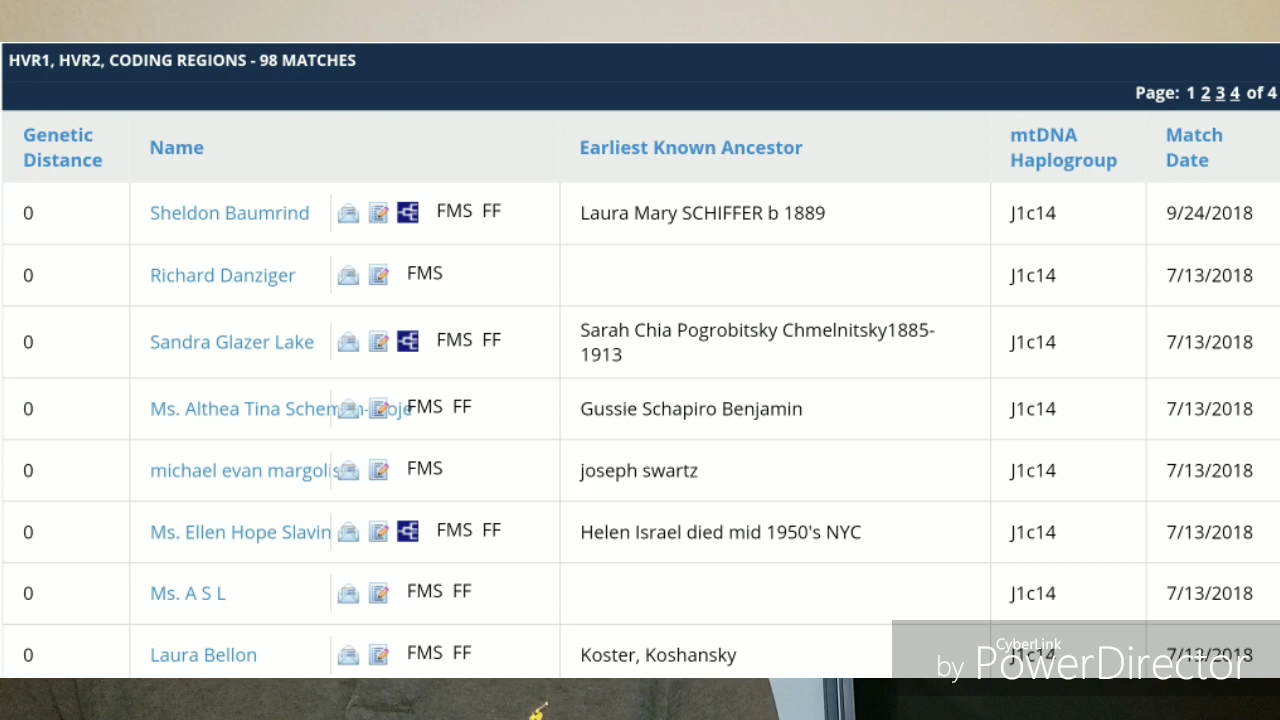 HVR1, HVR2, CODING REGIONS - 98 MATCHES
Page: 1 2 3 4 of 4
Genetic Distance Name Earliest Known Ancestor mtDNA Haplogroup Match Date
0 Sheldon Baumrind FMS FF Laura Mary SCHIFFER b 1889 J1c14 9/24/2018
0 Richard Danziger FMS J1c14 7/13/2018
0 Sandra Glazer Lake FMS FF Sarah Chia Pogrobitsky Chmelnitsky1885-
1913 J1c14 7/13/2018
0 Ms. Althea Tina FMS FF Gussie Schapiro Benjamin J1c14 7/13/2018
0 michael evan margolis FMS joseph swartz J1c14 7/13/2018
0 Ms. Ellen Hope Slavin FMS FF Helen Israel died mid 1950's NYC J1c14 7/13/2018
0 Ms. A S L FMS FF J1c14 7/13/2018
0 Laura Bellon FMS FF Koster, Koshansky J1c14 7/13/2018
CyberLink
by PowerDirector